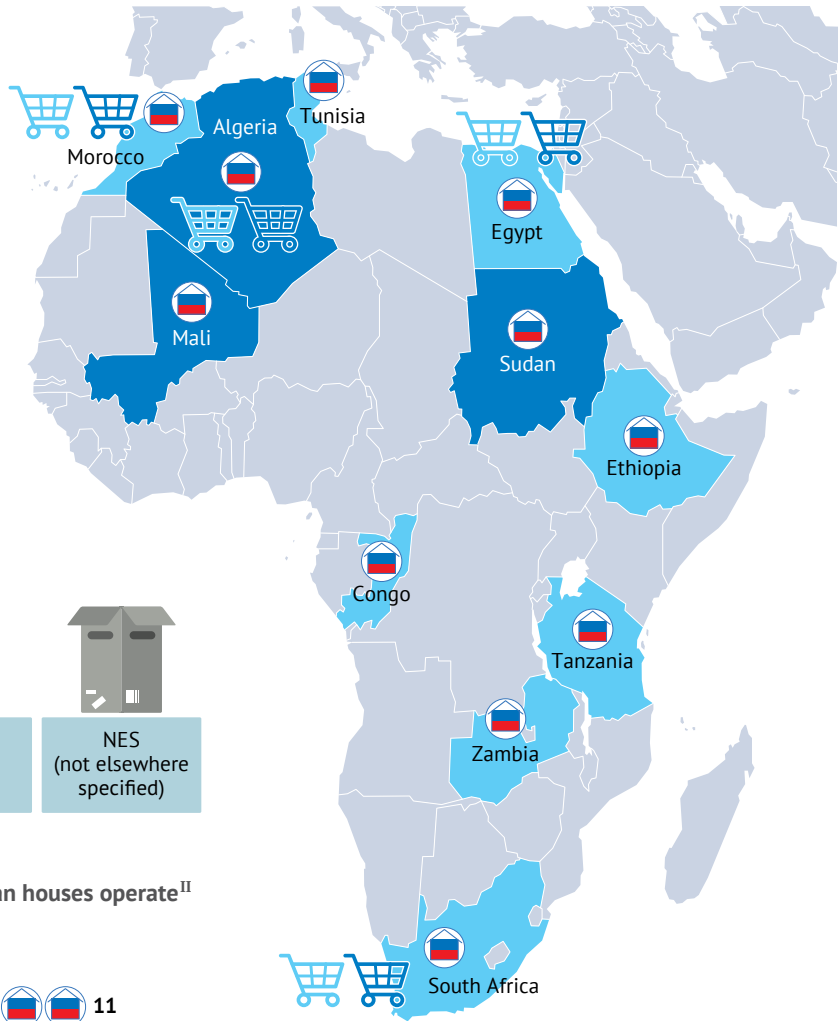 Tunisia
Algeria
Morocco
Egypt
Mali
Sudan
Ethiopia
Congo
Tanzania
NES
(not elsewhere
specified)
Zambia
houses operate II
South Africa
11